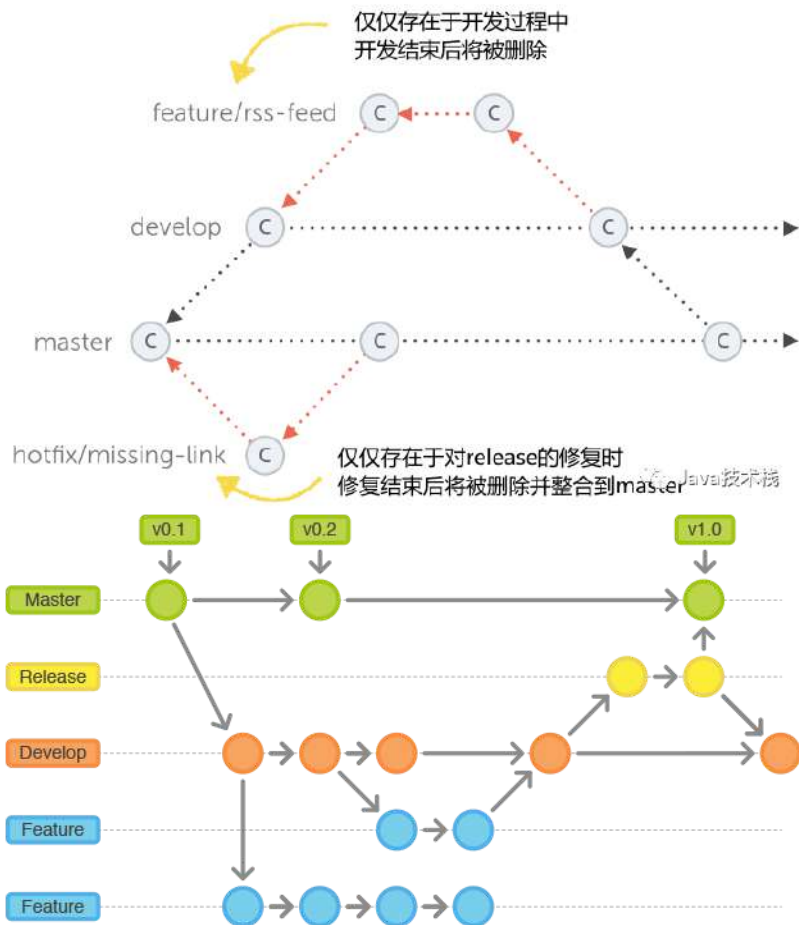 仅仅存在于开发过程中
开发结束后将被删除
feature/rss-feed
C
C
develop
C
C
master
C
C
C
hotfix/missing-link
C
仅仅存在于对release的修复时
修复结束后将被删除并整合到master
Java技术栈
v0.1
v0.2
v1.0
Master
Release
Develop
Feature
Feature